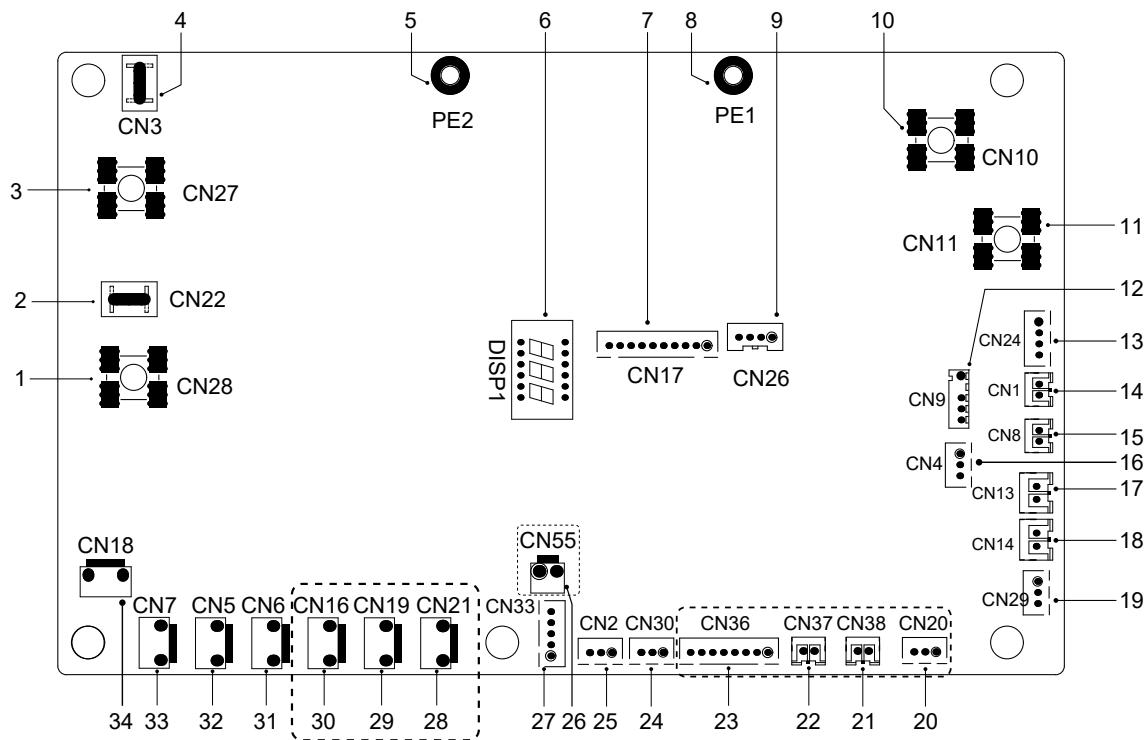 4 5 6 7 8 9 10
CN3 PE2 PE1
CN10
3 CN27
CN11 11
12
2 CN22
DISP1 CN17 CN26
CN24 13
1 CN28
CN9 CN1 14
CN8 15
CN4 16
CN13 17
CN18 CN55 CN14 18
CN7 CN5 CN6 CN16 CN19 CN21 CN33 CN2 CN30 CN36 CN37 CN38 CN20 CN29 19
34 33 32 31 30 29 28 27 26 25 24 23 22 21 20